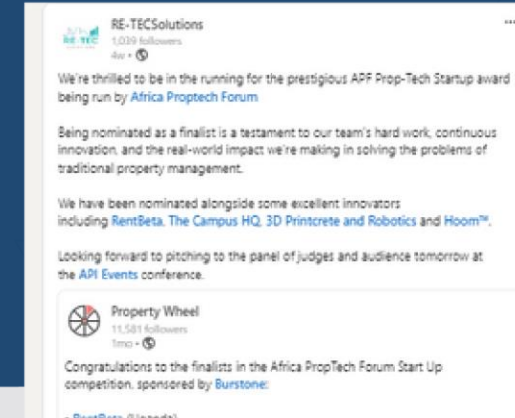 RE-TECSolutions
1,039 followers
4w •
We're thrilled to be in the running for the prestigious APF Prop-Tech Startup award
being run by Africa Proptech Forum
Being nominated as a finalist is a testament to our team's hard work, continuous
innovation, and the real-world impact we're making in solving the problems of
traditional property management.
We have been nominated alongside some excellent innovators
including RentBeta, The Campus HQ, 3D Printcrete and Robotics and Hoom™.
Looking forward to pitching to the panel of judges and audience tomorrow at
the API Events conference.
Property Wheel
11,581 followers
1mo •
Congratulations to the finalists in the Africa PropTech Forum Start Up
competition, sponsored by Burstone: